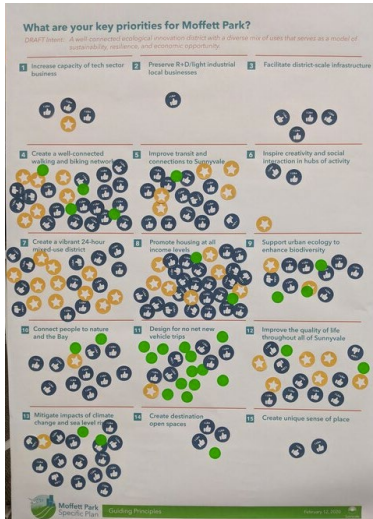 What are your key priorities for Moffett Park?
DRAFT Intent: A well-connected ecological innovation district with a diverse mix of uses that serves as a model of
sustainability, resilience, and economic opportunity.
1 Increase capacity of tech sector
business
2 Preserve R+D/light industrial
local businesses
3 Facilitate district-scale infrastructure
4 Create a well-connected
walking and biking network
5 Improve transit and
connections to Sunnyvale
6 Inspire creativity and social
interaction in hubs of activity
7 Create a vibrant 24-hour
mixed-use district
8 Promote housing at all
income levels
9 Support urban ecology to
enhance biodiversity
10 Connect people to nature
and the Bay
11 Design for no net new
vehicle trips
12 Improve the quality of life
throughout all of Sunnyvale
13 Mitigate impacts of climate
change and sea level
14 Create destination
open spaces
15 Create unique sense of place
Moffett Park
Specific Plan
Guiding Principles
February 12, 2020